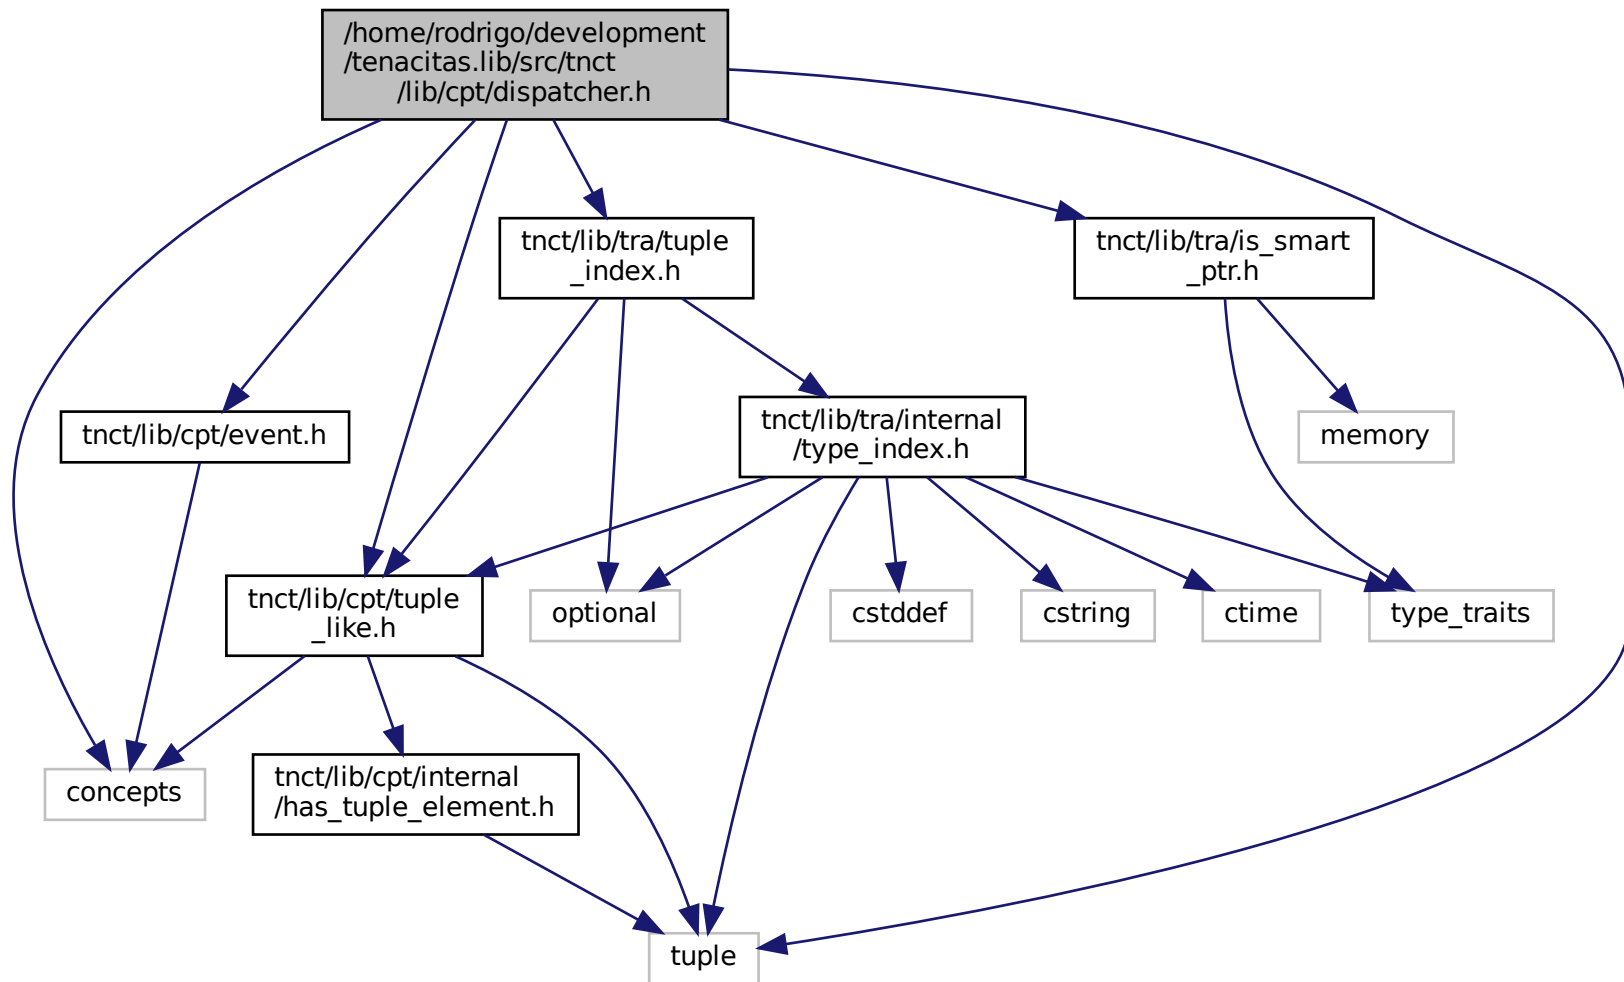 /home/rodrigo/development
/tenacitas.lib/src/tnct
/lib/cpt/dispatcher.h
tnct/lib/tra/tuple
_index.h
tnct/lib/tra/is_smart
_ptr.h
tnct/lib/cpt/event.h
tnct/lib/tra/internal
/type_index.h
memory
tnct/lib/cpt/tuple
_like.h
optional
cstddef
cstring
ctime
type_traits
concepts
tnct/lib/cpt/internal
/has_tuple_element.h
tuple